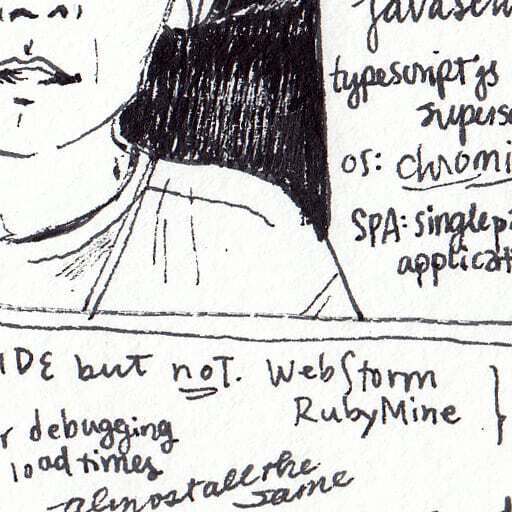 javascri
typescript js
supers
os: chromi
SPA: single pa
applicat
IDE but not. WebStorm
RubyMine
r debugging
load times
almost all the
same